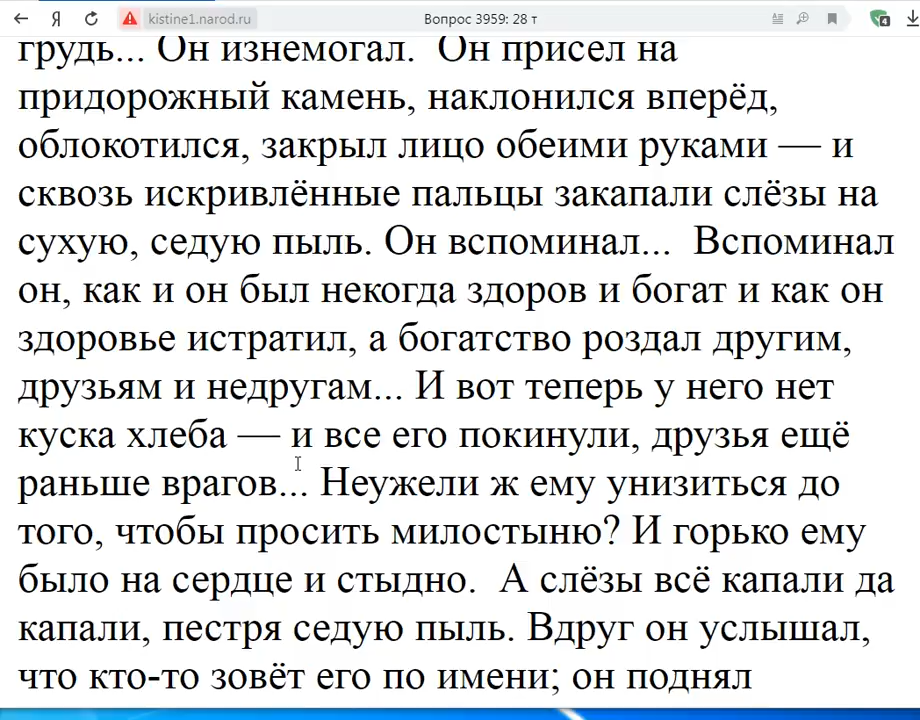 kistine1.narod.ru Вопрос 3959: 28 т 4
грудь... Он изнемогал. Он присел на
придорожный камень, наклонился вперёд,
облокотился, закрыл лицо обеими руками — и
сквозь искривлённые пальцы закапали слёзы на
сухую, седую пыль. Он вспоминал... Вспоминал
он, как и он был некогда здоров и богат и как он
здоровье истратил, а богатство роздал другим,
друзьям и недругам... И вот теперь у него нет
куска хлеба — и все его покинули, друзья ещё
раньше врагов... Неужели ж ему унизиться до
того, чтобы просить милостыню? И горько ему
было на сердце и стыдно. А слёзы всё капали да
капали, пестря седую пыль. Вдруг он услышал,
что кто-то зовёт его по имени; он поднял